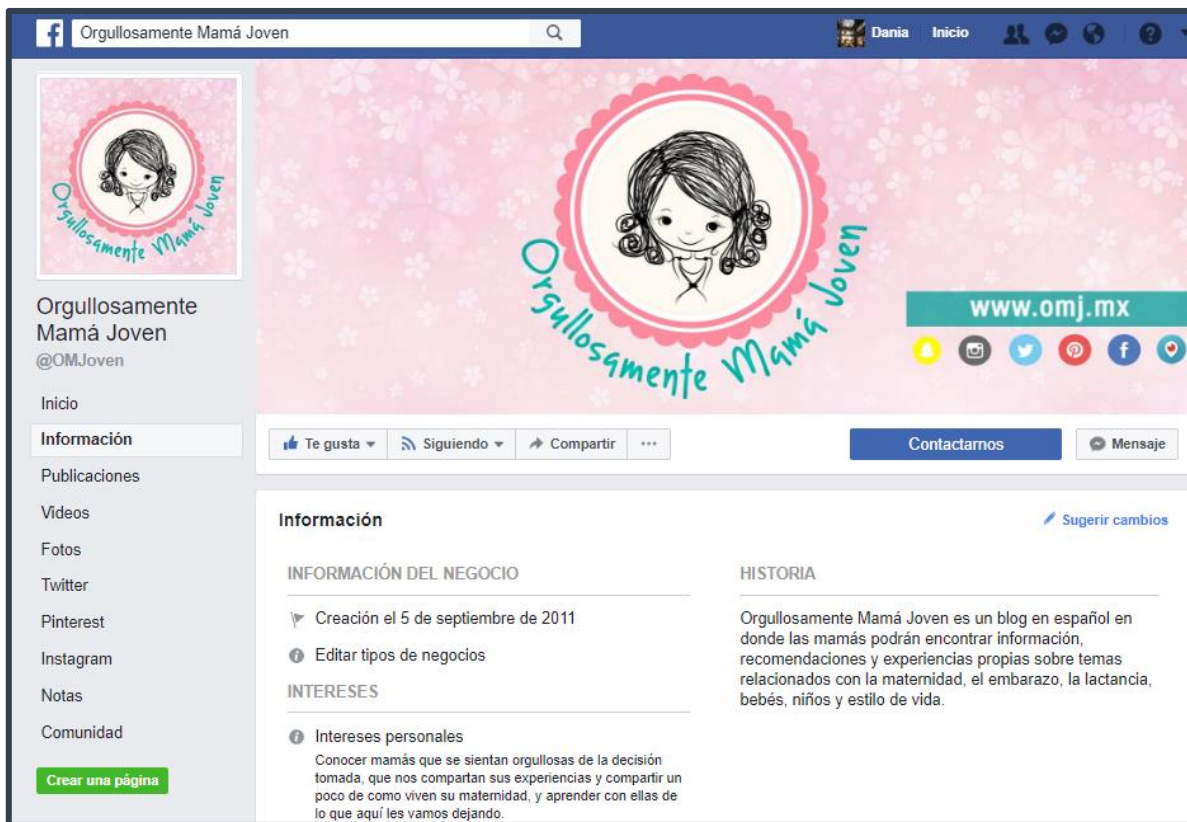 f
Orgullosamente Mamá Joven
Dania
Inicio
?
Orgullosamente Mamá Joven
Orgullosamente
Mamá Joven
@OMJoven
Inicio
Información
Publicaciones
Videos
Fotos
Twitter
Pinterest
Instagram
Notas
Comunidad
Crear una página
Orgullosamente Mamá Joven
www.omj.mx
f
Te gusta
Siguiendo
Compartir
Contactarnos
Mensaje
Información
Sugerir cambios
INFORMACIÓN DEL NEGOCIO
Creación el 5 de septiembre de 2011
Editar tipos de negocios
INTERESES
Intereses personales
Conocer mamás que se sientan orgullosas de la decisión
tomada, que nos compartan sus experiencias y compartir un
poco de como viven su maternidad, y aprender con ellas de
lo que aquí les vamos dejando.
HISTORIA
Orgullosamente Mamá Joven es un blog en español en
donde las mamás podrán encontrar información,
recomendaciones y experiencias propias sobre temas
relacionados con la maternidad, el embarazo, la lactancia,
bebés, niños y estilo de vida.